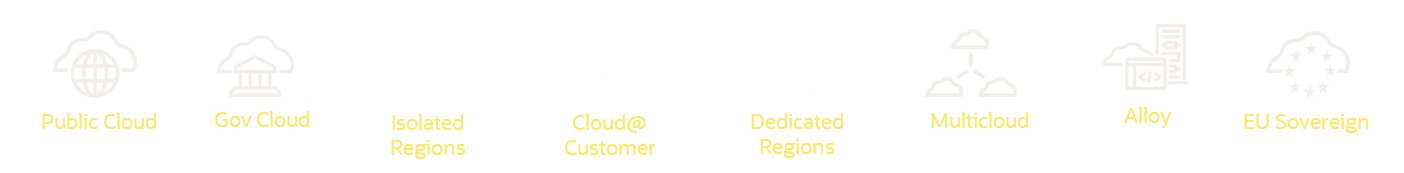 Public Cloud
Gov Cloud
Isolated
Regions
Cloud@
Customer
Dedicated
Regions
Multicloud
Alloy
EU Sovereign